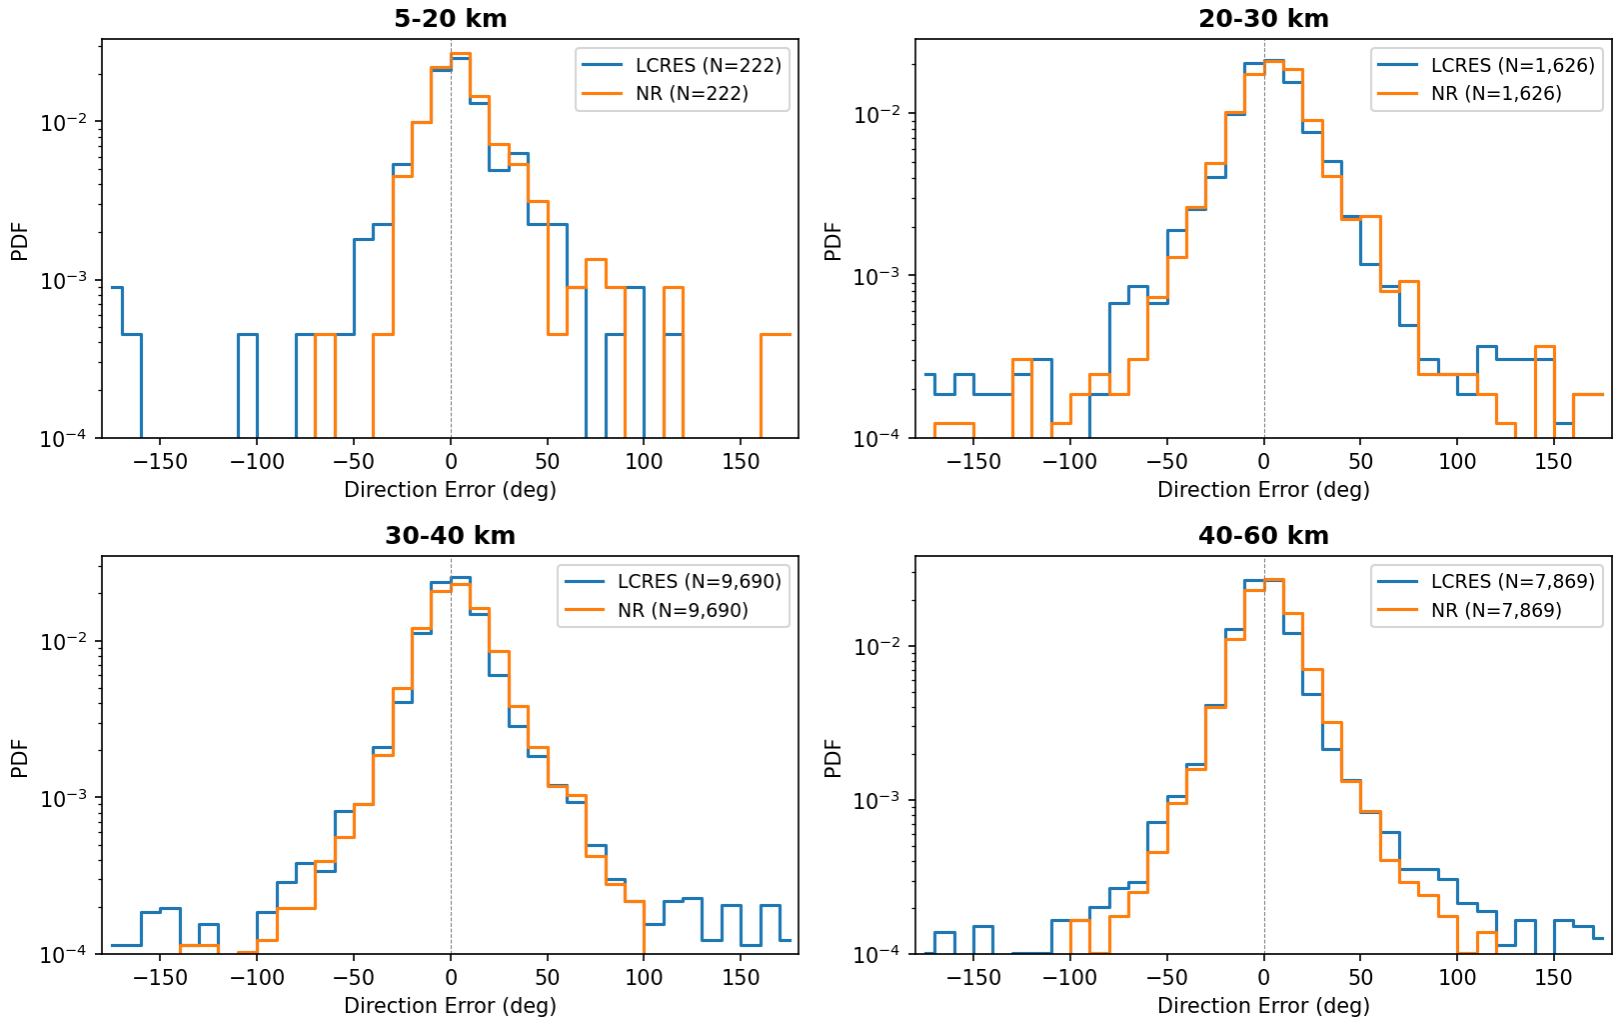 5-20 km
LCRES (N=222)
NR (N=222)
10⁻²
10⁻³
10⁻⁴
PDF
−150 −100 −50 0 50 100 150
Direction Error (deg)
20-30 km
LCRES (N=1,626)
NR (N=1,626)
10⁻²
10⁻³
10⁻⁴
PDF
−150 −100 −50 0 50 100 150
Direction Error (deg)
30-40 km
LCRES (N=9,690)
NR (N=9,690)
10⁻²
10⁻³
10⁻⁴
PDF
−150 −100 −50 0 50 100 150
Direction Error (deg)
40-60 km
LCRES (N=7,869)
NR (N=7,869)
10⁻²
10⁻³
10⁻⁴
PDF
−150 −100 −50 0 50 100 150
Direction Error (deg)